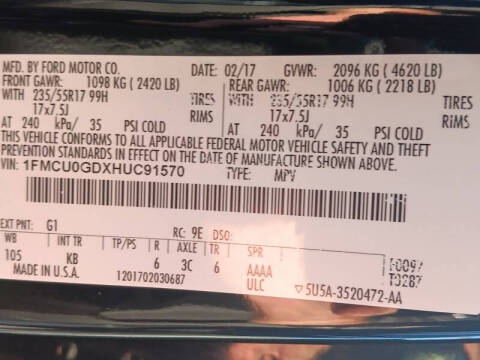 MFD. BY FORD MOTOR CO. DATE: 02/17 GVWR: 2096 KG (4620 LB)
FRONT GAWR: 1098 KG (2420 LB) REAR GAWR: 1006 KG (2218 LB)
WITH 235/55R17 99H TIRES WITH 235/55R17 99H TIRES
17x7.5J RIMS 17x7.5J RIMS
AT 240 kPa/ 35 PSI COLD AT 240 kPa/ 35 PSI COLD
THIS VEHICLE CONFORMS TO ALL APPLICABLE FEDERAL MOTOR VEHICLE SAFETY AND THEFT
PREVENTION STANDARDS IN EFFECT ON THE DATE OF MANUFACTURE SHOWN ABOVE.
VIN: 1FMCU0GDXHUC91570 TYPE: MPV
EXT PNT: G1 RC: 9E DSO:
WB INT TR TP/PS R AXLE TR SPR
105 KB 6 3C 6 AAAA
MADE IN U.S.A. 1201702030687 ULC ▽5U5A-3520472-AA